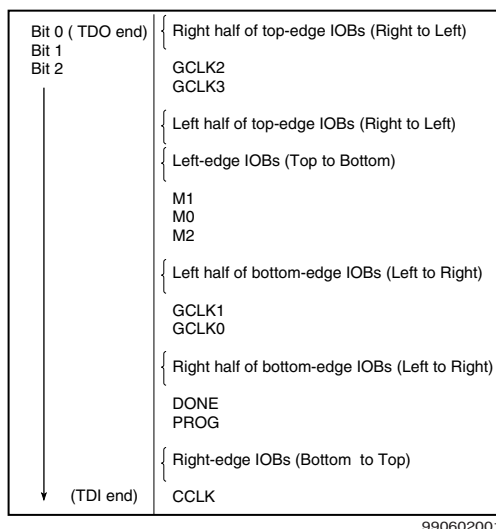 Bit 0 ( TDO end)
Bit 1
Bit 2
Right half of top-edge IOBs (Right to Left)
GCLK2
GCLK3
Left half of top-edge IOBs (Right to Left)
Left-edge IOBs (Top to Bottom)
M1
M0
M2
Left half of bottom-edge IOBs (Left to Right)
GCLK1
GCLK0
Right half of bottom-edge IOBs (Left to Right)
DONE
PROG
Right-edge IOBs (Bottom to Top)
(TDI end)
CCLK
990602001